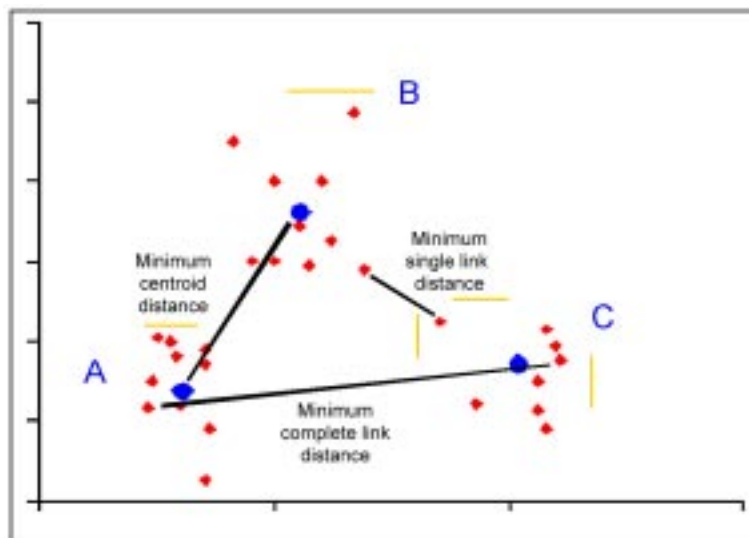 B
Minimum
centroid
distance
Minimum
single link
distance
C
A
Minimum
complete link
distance